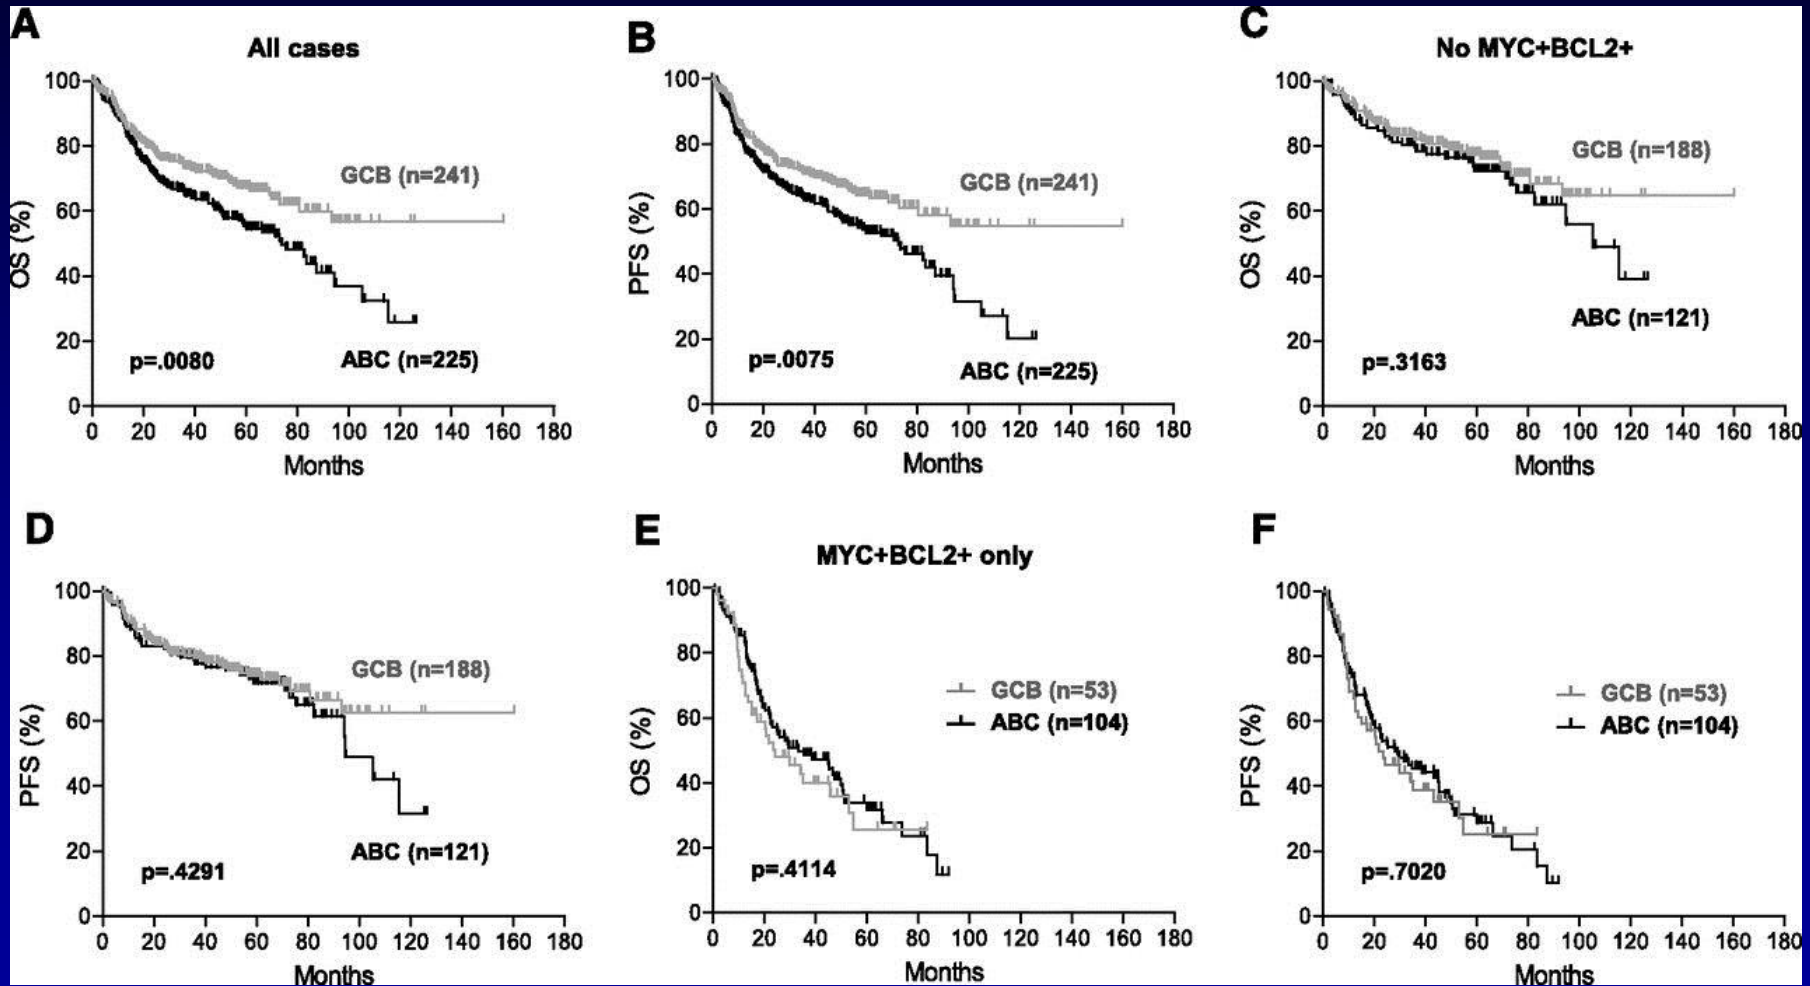 A
All cases
100
80
60
40
20
0
OS (%)
GCB (n=241)
ABC (n=225)
p=.0080
0 20 40 60 80 100 120 140 160 180
Months
B
100
80
60
40
20
0
PFS (%)
GCB (n=241)
ABC (n=225)
p=.0075
0 20 40 60 80 100 120 140 160 180
Months
C
No MYC+BCL2+
100
80
60
40
20
0
OS (%)
GCB (n=188)
ABC (n=121)
p=.3163
0 20 40 60 80 100 120 140 160 180
Months
D
100
80
60
40
20
0
PFS (%)
GCB (n=188)
ABC (n=121)
p=.4291
0 20 40 60 80 100 120 140 160 180
Months
E
MYC+BCL2+ only
100
80
60
40
20
0
OS (%)
GCB (n=53)
ABC (n=104)
p=.4114
0 20 40 60 80 100 120 140 160 180
Months
F
100
80
60
40
20
0
PFS (%)
GCB (n=53)
ABC (n=104)
p=.7020
0 20 40 60 80 100 120 140 160 180
Months